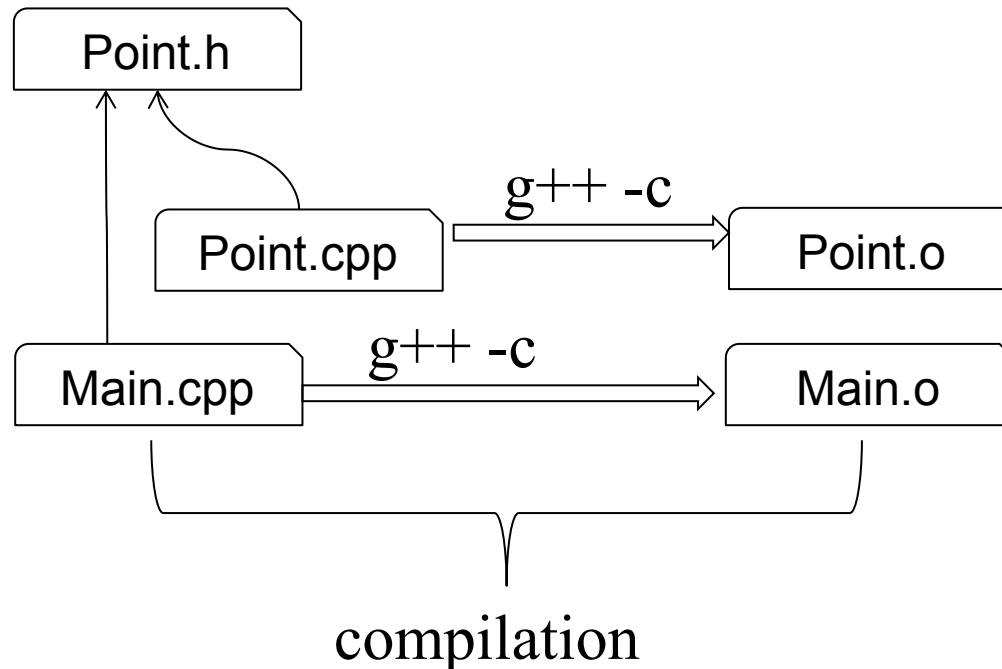 Point.h
g++ -c
Point.cpp
Point.o
g++ -c
Main.cpp
Main.o
compilation